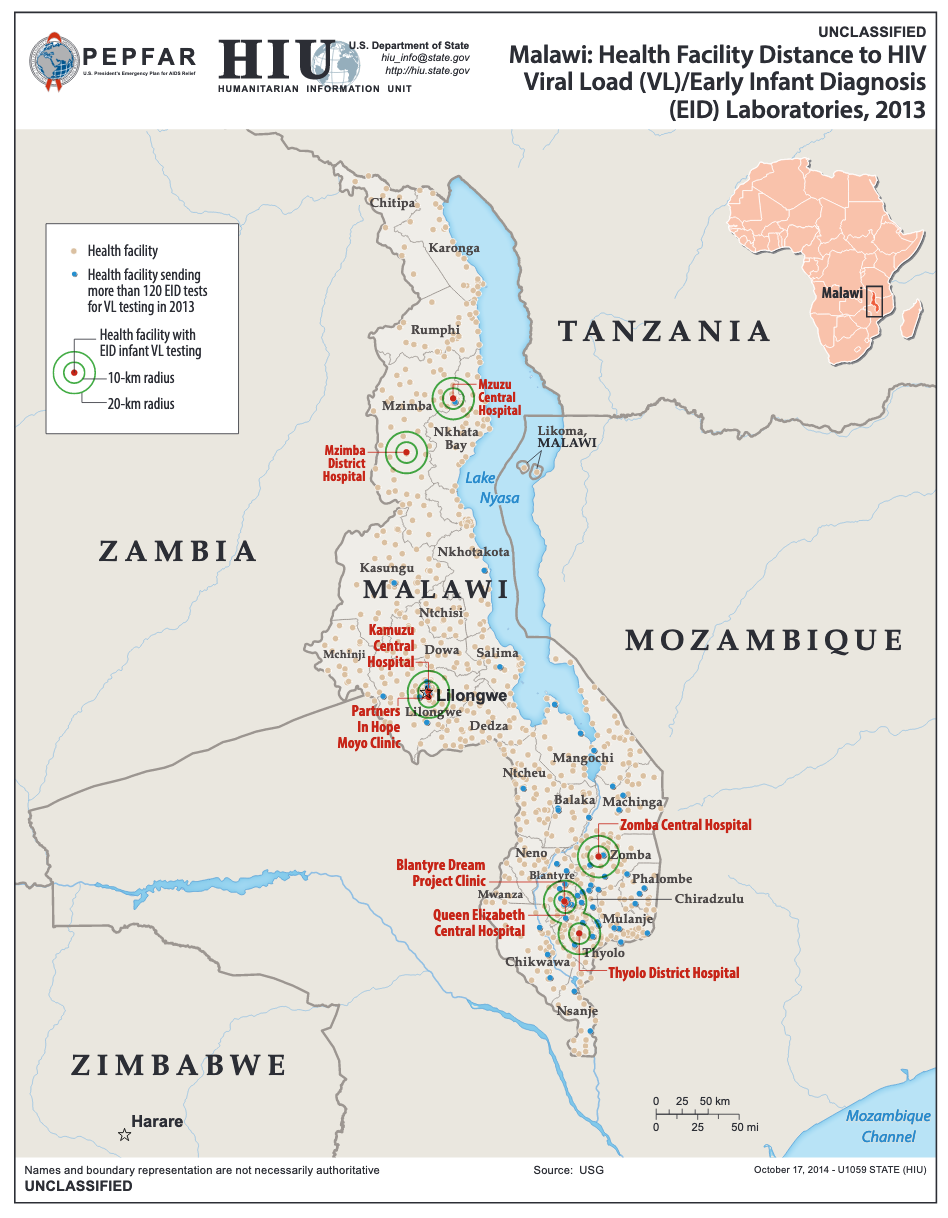 PEPFAR
U.S. President's Emergency Plan for AIDS Relief
HIU
U.S. Department of State
hiu_info@state.gov
http://hiu.state.gov
HUMANITARIAN INFORMATION UNIT
UNCLASSIFIED
Malawi: Health Facility Distance to HIV
Viral Load (VL)/Early Infant Diagnosis
(EID) Laboratories, 2013
Health facility
Health facility sending
more than 120 EID tests
for VL testing in 2013
Health facility with
EID infant VL testing
10-km radius
20-km radius
Malawi
Chitipa
Karonga
TANZANIA
Rumphi
Mzuzu
Central
Hospital
Mzimba
Nkhata
Bay
Likoma,
MALAWI
Mzimba
District
Hospital
Lake
Nyasa
ZAMBIA
Nkhotakota
Kasungu
MALAWI
Ntchisi
Kamuzu
Central
Hospital
MOZAMBIQUE
Mchinji
Dowa
Salima
Lilongwe
Partners
In Hope
Moyo Clinic
Lilongwe
Dedza
Mangochi
Ntcheu
Balaka
Machinga
Zomba Central Hospital
Neno
Zomba
Blantyre Dream
Project Clinic
Blantyre
Phalombe
Mwanza
Chiradzulu
Queen Elizabeth
Central Hospital
Mulanje
Thyolo
Chikwawa
Thyolo District Hospital
Nsanje
ZIMBABWE
Harare
0 25 50 km
0 25 50 mi
Mozambique
Channel
Names and boundary representation are not necessarily authoritative
UNCLASSIFIED
Source: USG
October 17, 2014 - U1059 STATE (HIU)